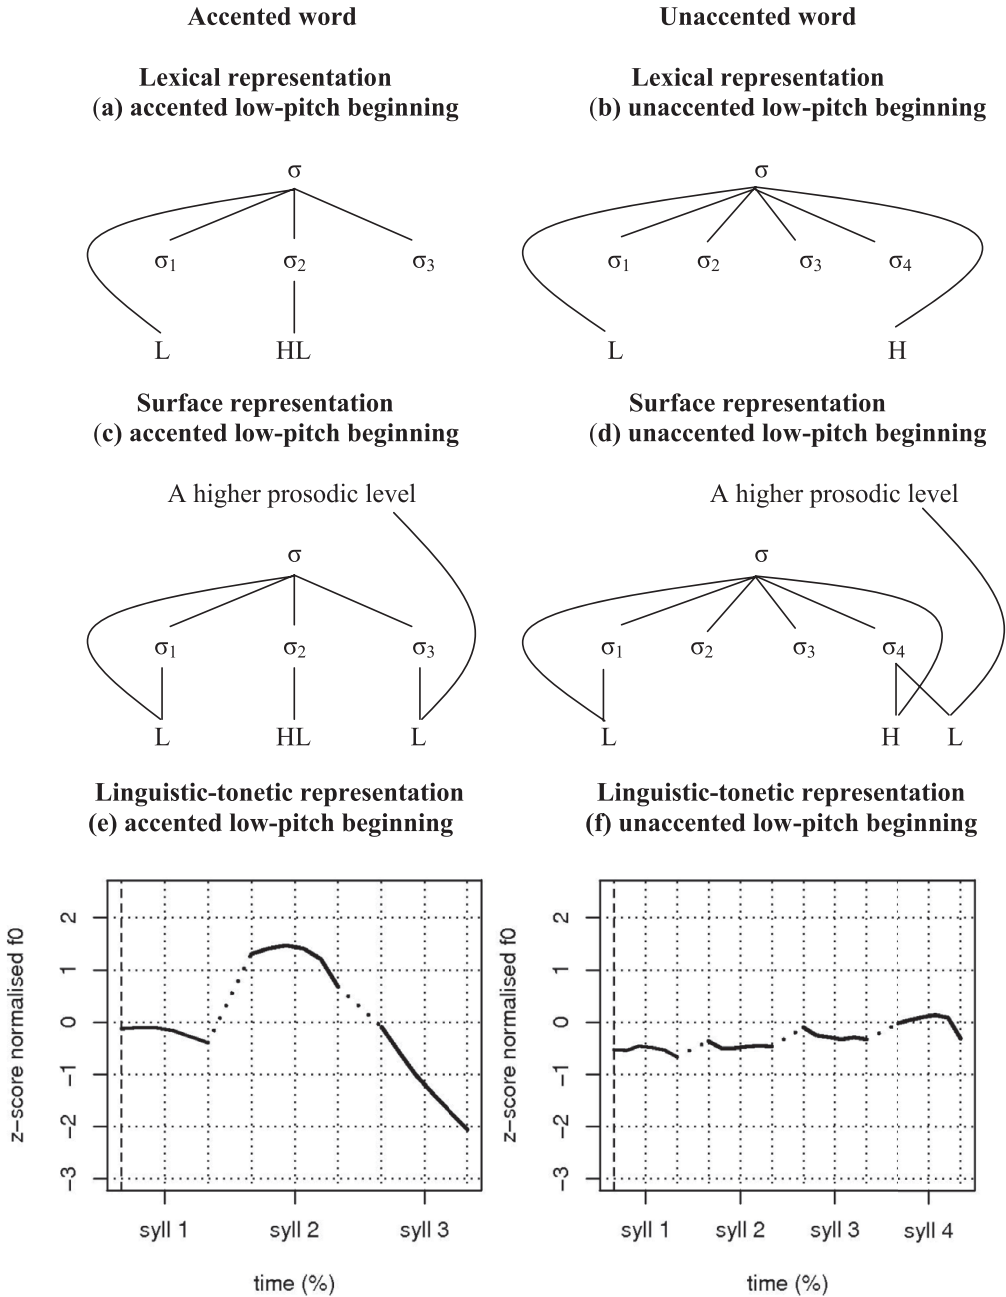 Accented word Unaccented word
Lexical representation Lexical representation
(a) accented low-pitch beginning (b) unaccented low-pitch beginning
σ σ
σ1 σ2 σ3 σ1 σ2 σ3 σ4
L HL L H
Surface representation Surface representation
(c) accented low-pitch beginning (d) unaccented low-pitch beginning
A higher prosodic level A higher prosodic level
σ σ
σ1 σ2 σ3 σ1 σ2 σ3 σ4
L HL L L H L
Linguistic-tonetic representation Linguistic-tonetic representation
(e) accented low-pitch beginning (f) unaccented low-pitch beginning
z−score normalised f0
2
1
0
−1
−2
−3
syll 1 syll 2 syll 3
time (%)
z−score normalised f0
2
1
0
−1
−2
−3
syll 1 syll 2 syll 3 syll 4
time (%)